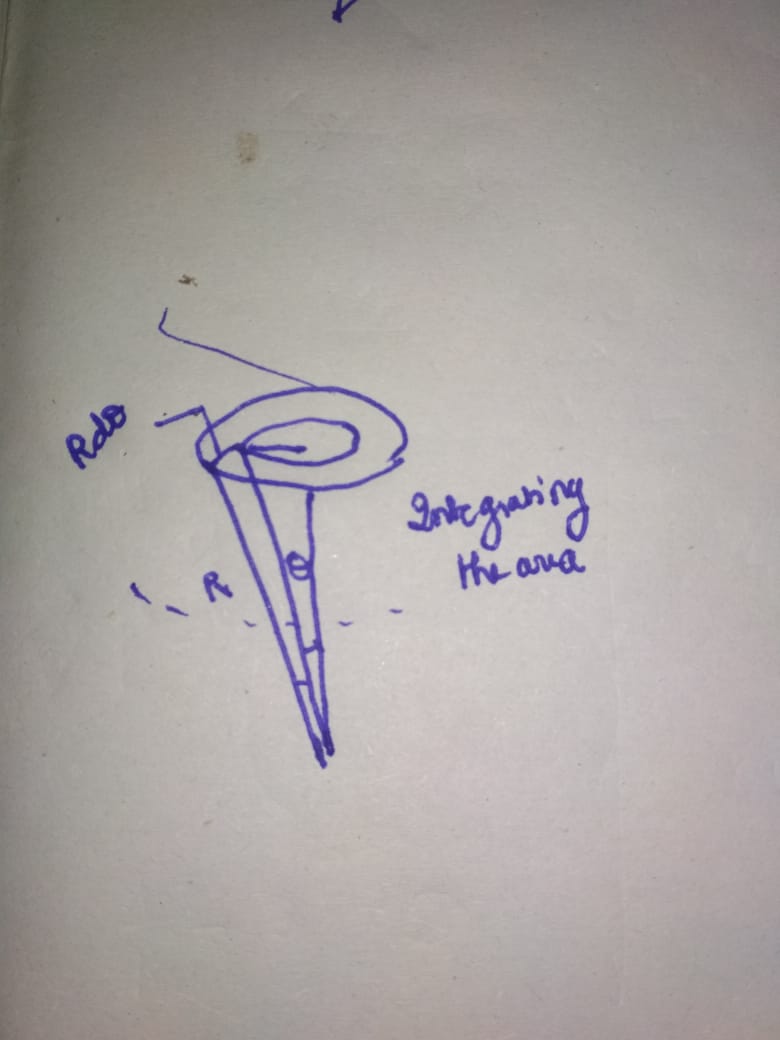 Rdθ
R
θ
Integrating
the area